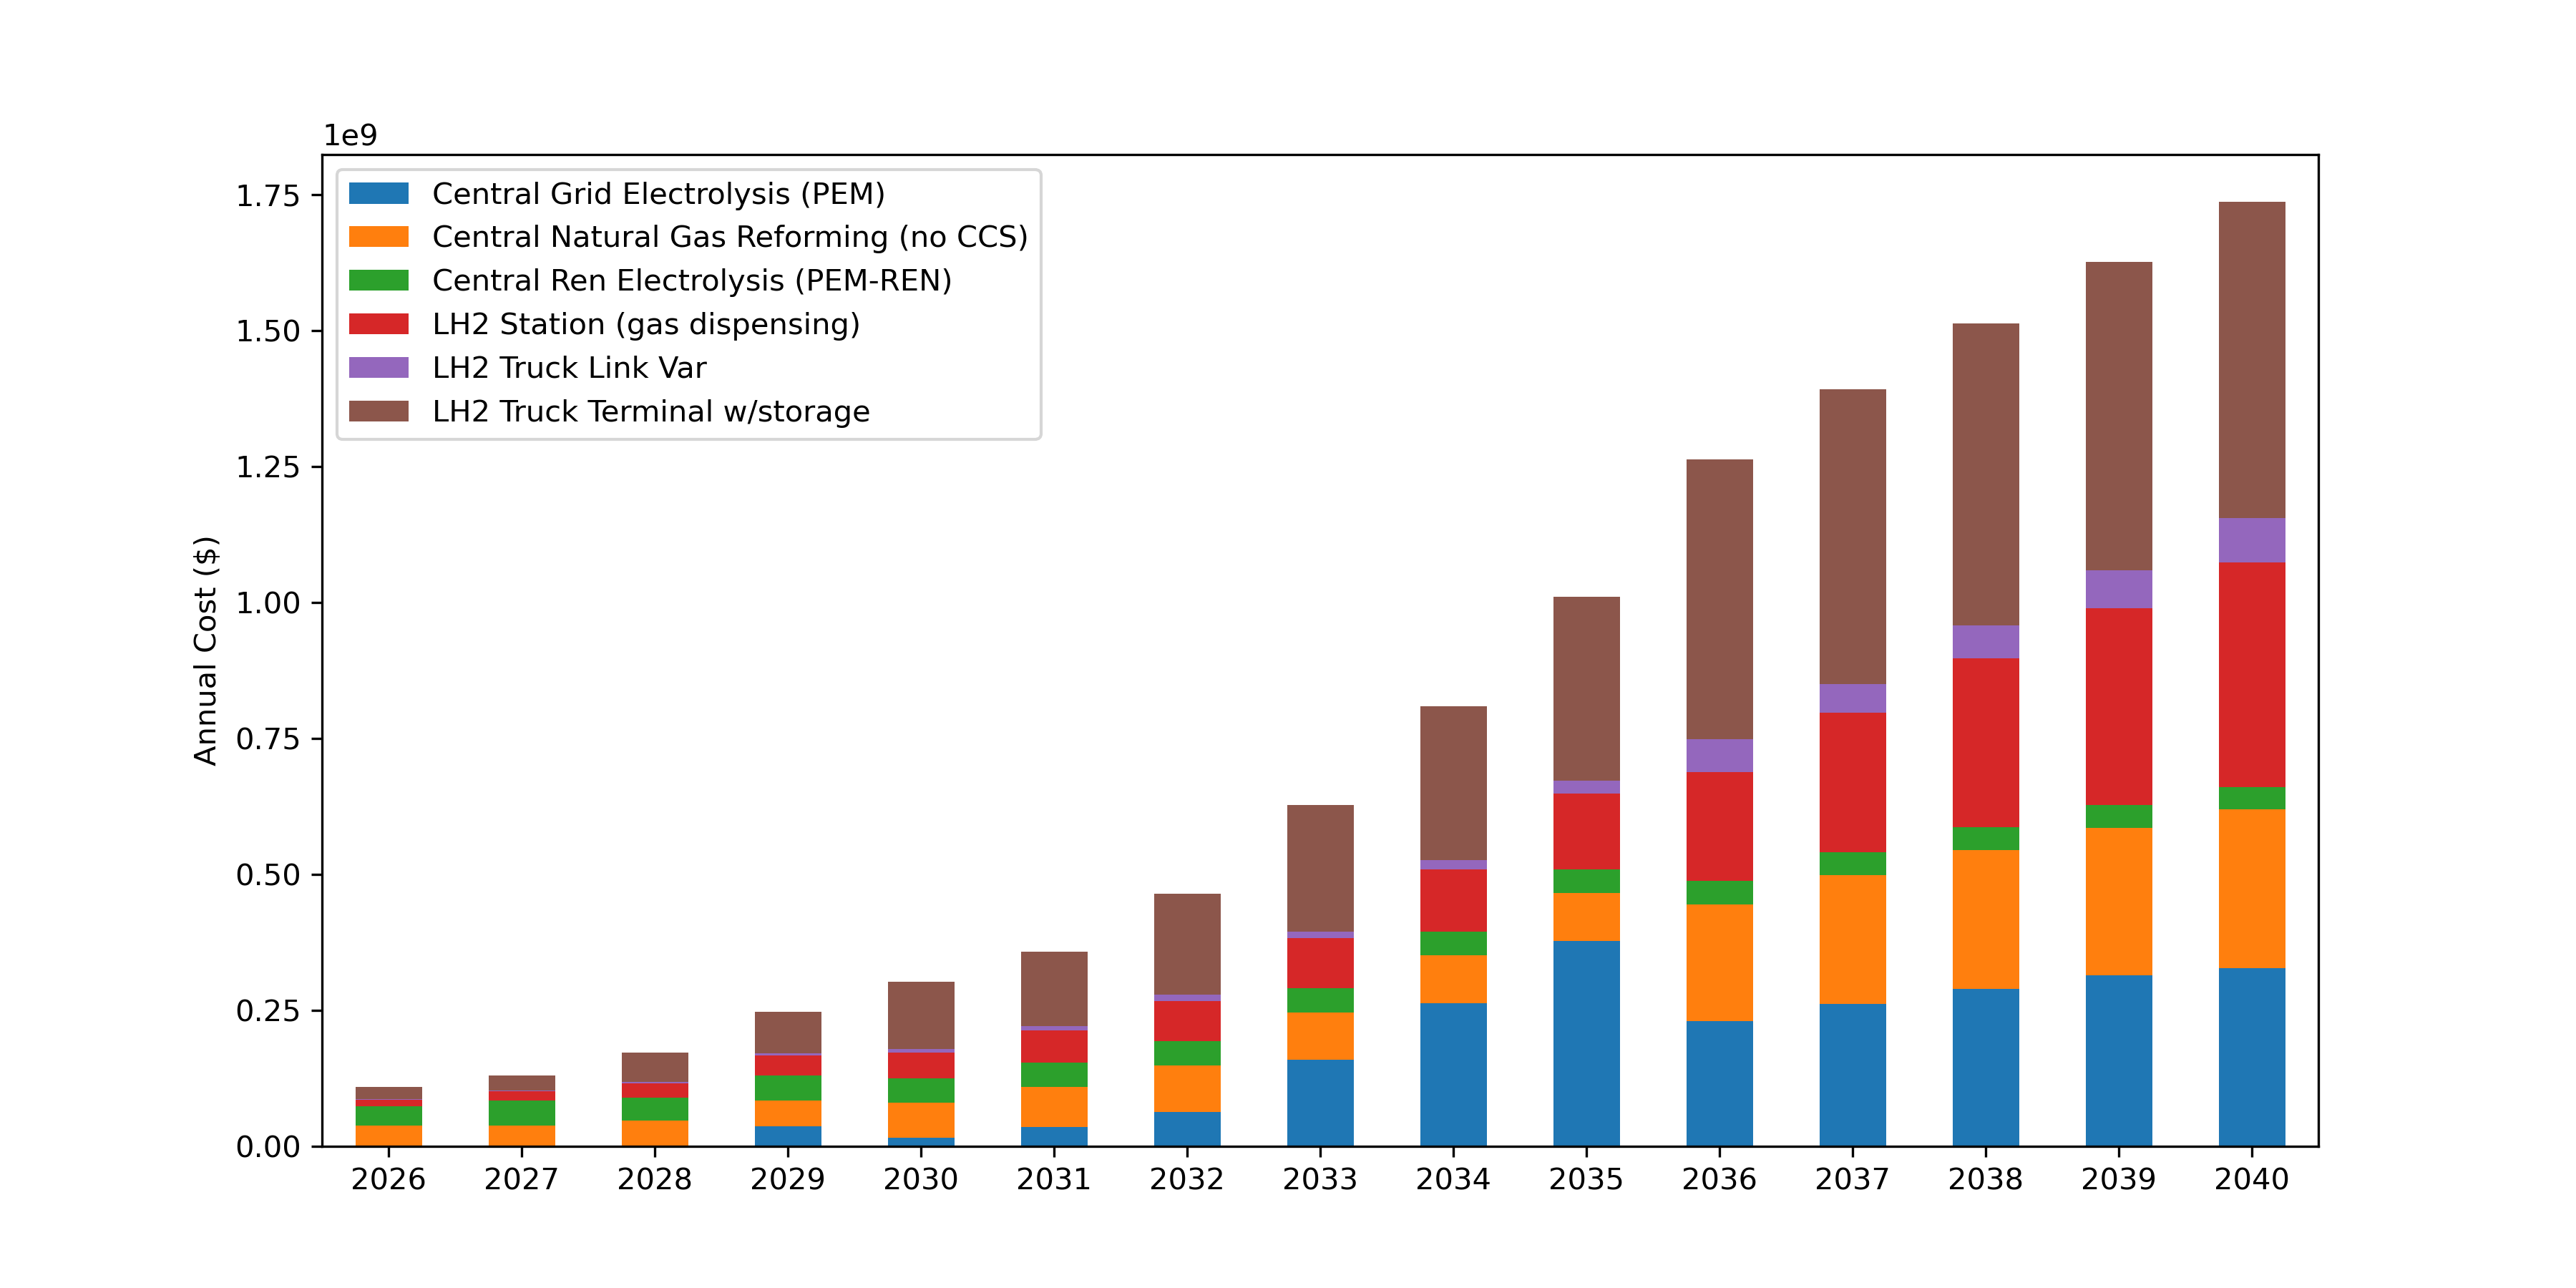 1e9
1.75
1.50
1.25
1.00
0.75
0.50
0.25
0.00
Annual Cost ($)
Central Grid Electrolysis (PEM)
Central Natural Gas Reforming (no CCS)
Central Ren Electrolysis (PEM-REN)
LH2 Station (gas dispensing)
LH2 Truck Link Var
LH2 Truck Terminal w/storage
2026 2027 2028 2029 2030 2031 2032 2033 2034 2035 2036 2037 2038 2039 2040